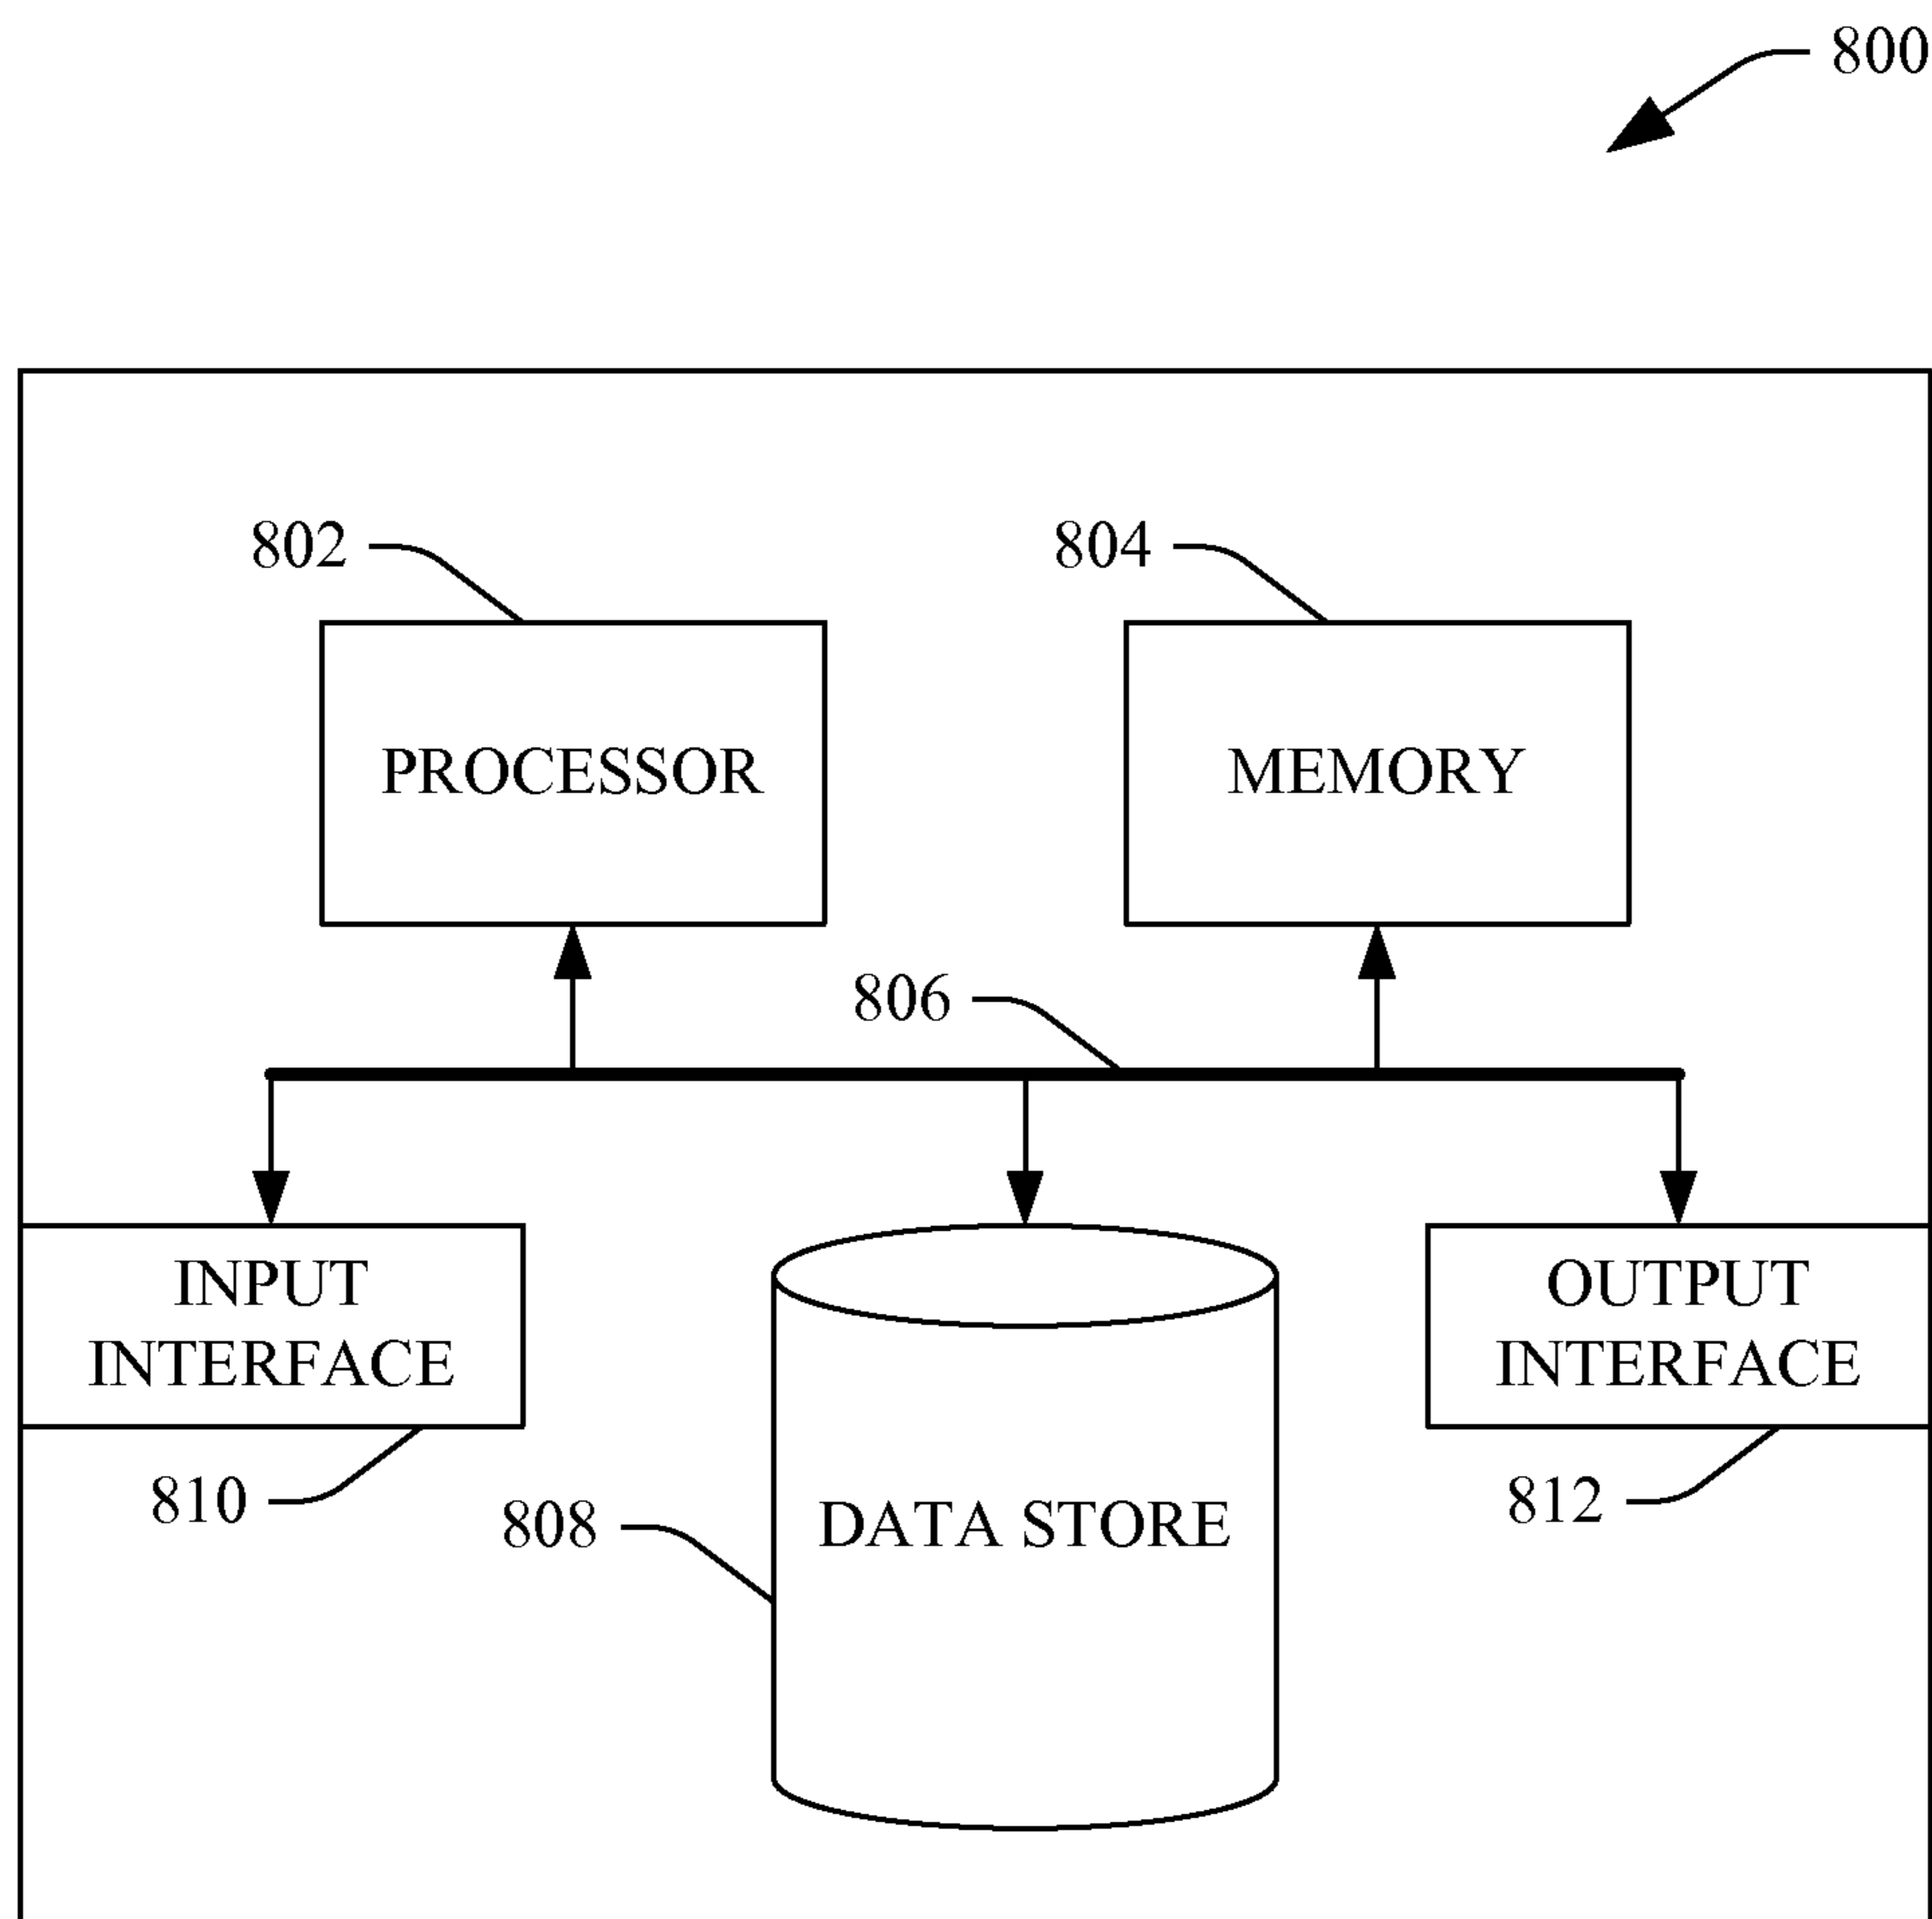 800
802
804
PROCESSOR
MEMORY
806
INPUT
INTERFACE
OUTPUT
INTERFACE
810
808
DATA STORE
812